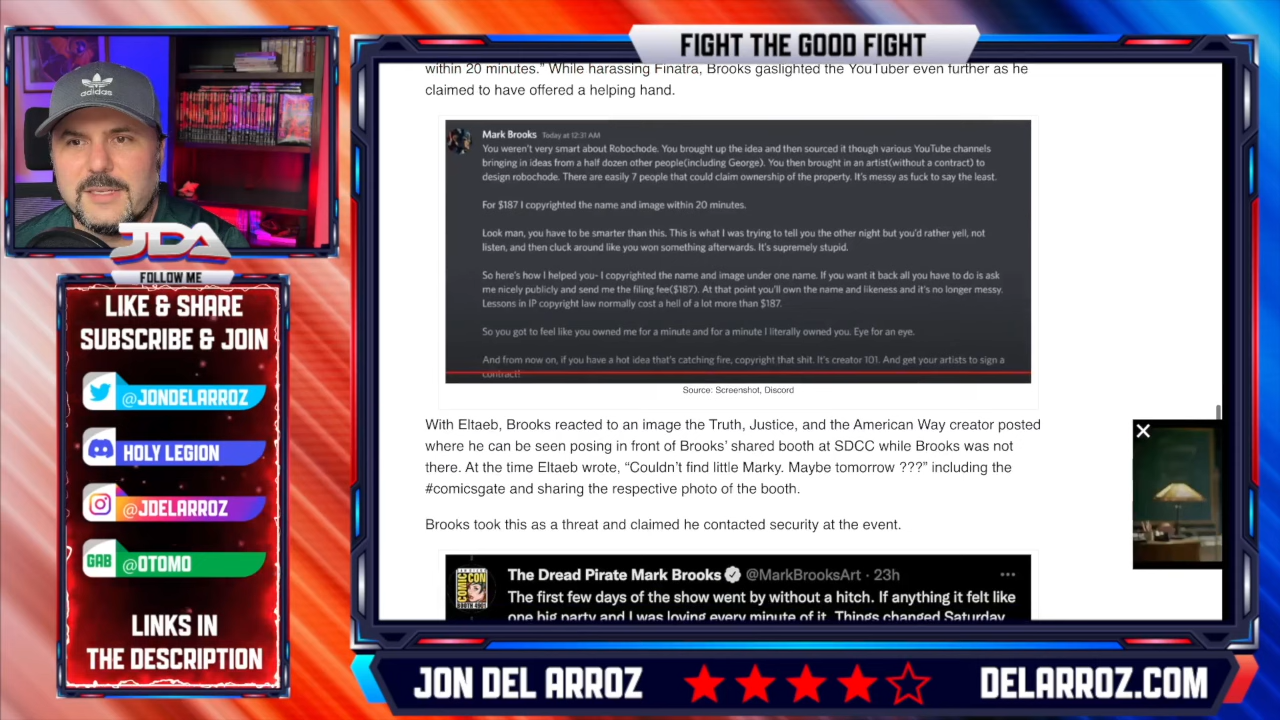 FIGHT THE GOOD FIGHT
within 20 minutes.” While harassing Finatra, Brooks gaslighted the YouTuber even further as he
claimed to have offered a helping hand.
Mark Brooks Today at 12:31 AM
You weren't very smart about Robochode. You brought up the idea and then sourced it though various YouTube channels
bringing in ideas from a half dozen other people(including George). You then brought in an artist(without a contract) to
design robochode. There are easily 7 people that could claim ownership of the property. It's messy as fuck to say the least.
For $187 I copyrighted the name and image within 20 minutes.
Look man, you have to be smarter than this. This is what I was trying to tell you the other night but you'd rather yell, not
listen, and then cluck around like you won something afterwards. It's supremely stupid.
So here's how I helped you- I copyrighted the name and image under one name. If you want it back all you have to do is ask
me nicely publicly and send me the filing fee($187). At that point you'll own the name and likeness and it's no longer messy.
Lessons in IP copyright law normally cost a hell of a lot more than $187.
So you got to feel like you owned me for a minute and for a minute I literally owned you. Eye for an eye.
And from now on, if you have a hot idea that's catching fire, copyright that shit. It's creator 101. And get your artists to sign a
contract!
Source: Screenshot, Discord
With Eltaeb, Brooks reacted to an image the Truth, Justice, and the American Way creator posted
where he can be seen posing in front of Brooks’ shared both at SDCC while Brooks was not
there. At the time Eltaeb wrote, “Couldn’t find little Marky. Maybe tomorrow ???” including the
#comicsgate and sharing the respective photo of the booth.
Brooks took this as a threat and claimed he contacted security at the event.
The Dread Pirate Mark Brooks @MarkBrooksArt · 23h
The first few days of the show went by without a hitch. If anything it felt like
one big party and I was loving every minute of it. Things changed Saturday
adidas
JDA
FOLLOW ME
LIKE & SHARE
SUBSCRIBE & JOIN
@JONDELARROZ
HOLY LEGION
@JDELARROZ
GAB @OTOMO
LINKS IN
THE DESCRIPTION
JON DEL ARROZ
DELARROZ.COM